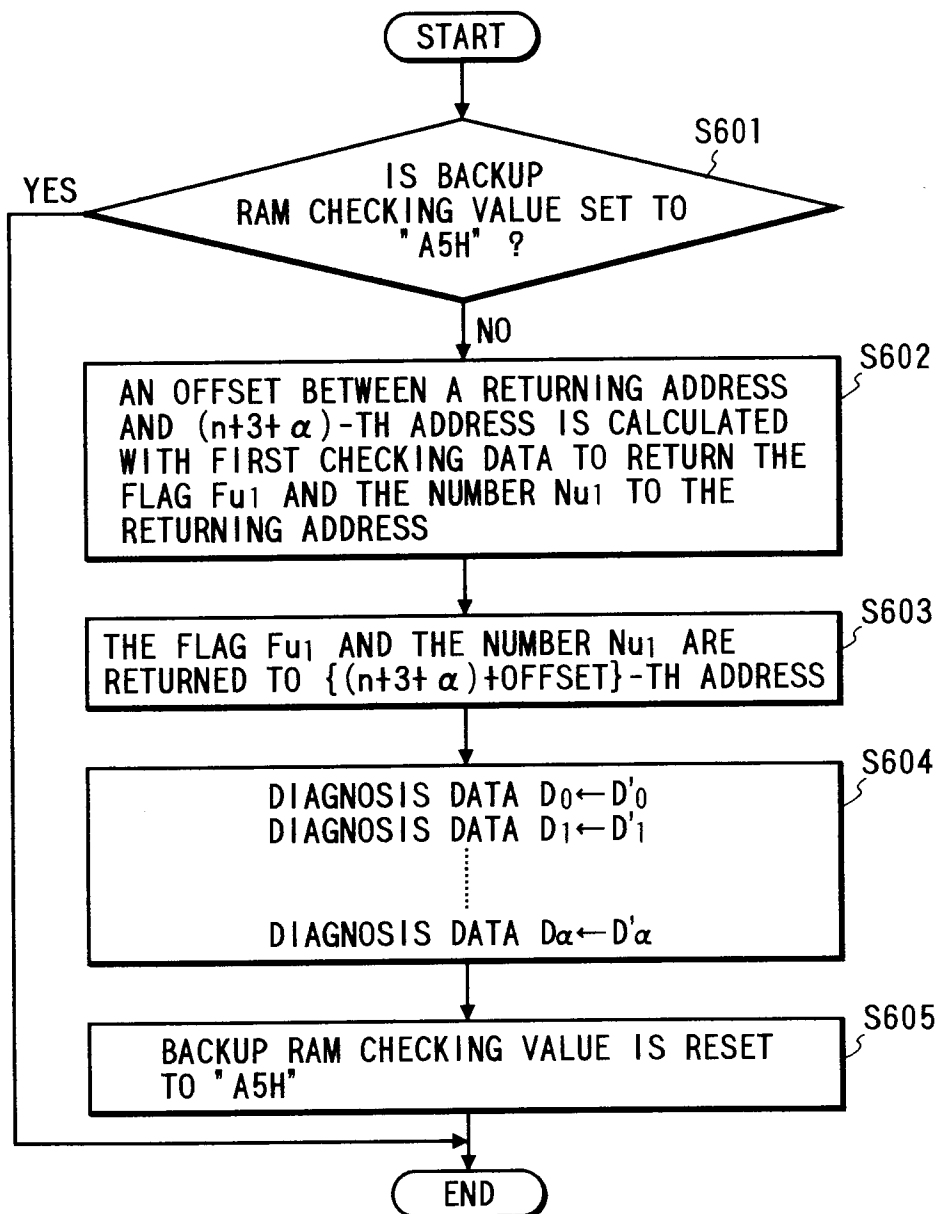 START
S601
IS BACKUP
RAM CHECKING VALUE SET TO
"A5H" ?
YES
NO
S602
AN OFFSET BETWEEN A RETURNING ADDRESS
AND (n+3+α)-TH ADDRESS IS CALCULATED
WITH FIRST CHECKING DATA TO RETURN THE
FLAG Fu1 AND THE NUMBER Nu1 TO THE
RETURNING ADDRESS
S603
THE FLAG Fu1 AND THE NUMBER Nu1 ARE
RETURNED TO {(n+3+α)+OFFSET}-TH ADDRESS
S604
DIAGNOSIS DATA D0←D'0
DIAGNOSIS DATA D1←D'1
DIAGNOSIS DATA Dα←D'α
S605
BACKUP RAM CHECKING VALUE IS RESET
TO "A5H"
END